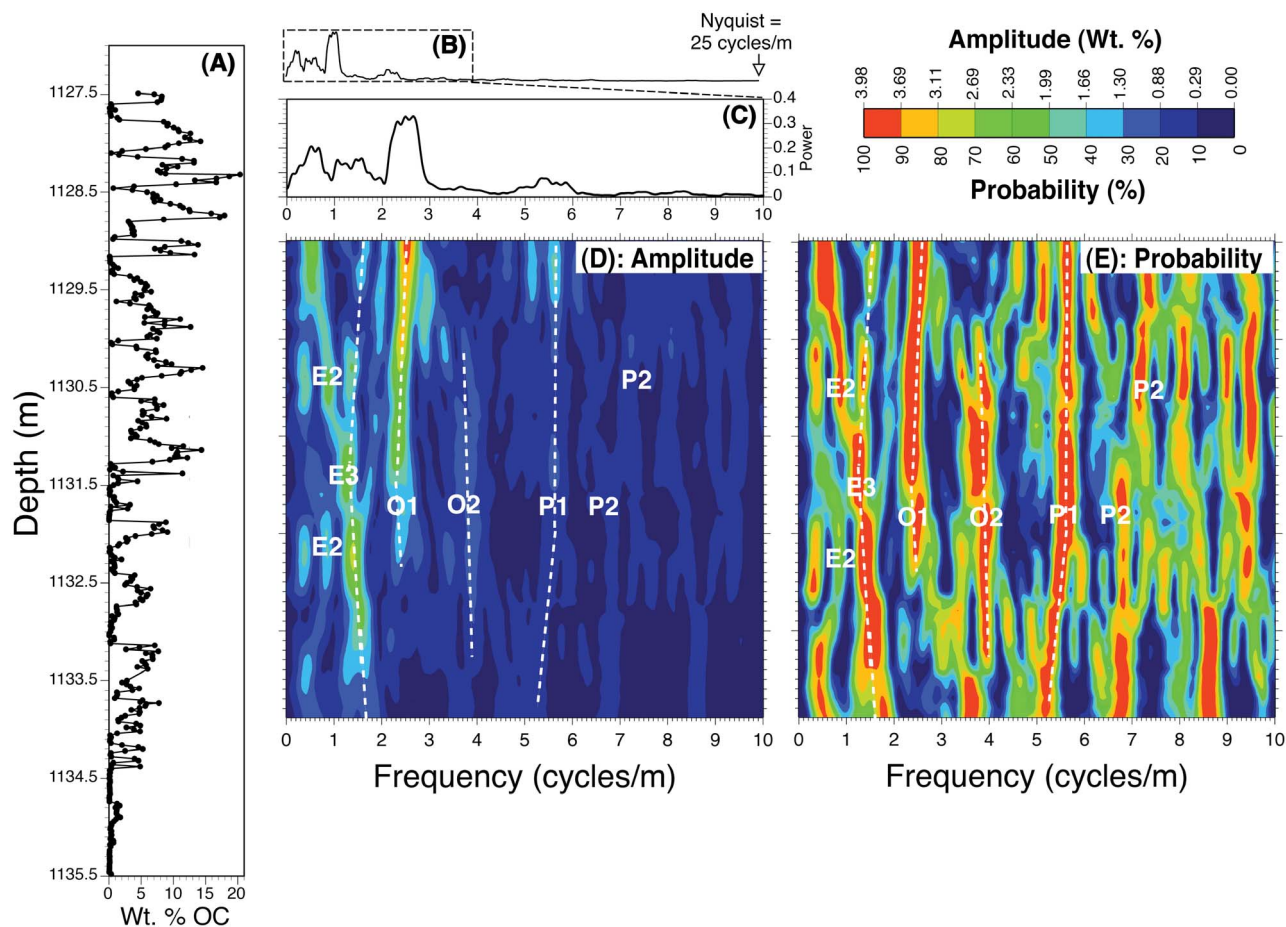 (A)
1127.5
1128.5
1129.5
1130.5
1131.5
1132.5
1133.5
1134.5
1135.5
Depth (m)
0 5 10 15 20
Wt. % OC
(B)
Nyquist =
25 cycles/m
(C)
0.4
0.3
0.2
0.1
0
Power
0 1 2 3 4 5 6 7 8 9 10
Amplitude (Wt. %)
3.98 3.69 3.11 2.69 2.33 1.99 1.66 1.30 0.88 0.29 0.00
100 90 80 70 60 50 40 30 20 10 0
Probability (%)
(D): Amplitude
E2
P2
E3
O1 O2 P1 P2
E2
0 1 2 3 4 5 6 7 8 9 10
Frequency (cycles/m)
(E): Probability
E2 P2
E3
O1 O2 P1 P2
E2
0 1 2 3 4 5 6 7 8 9 10
Frequency (cycles/m)